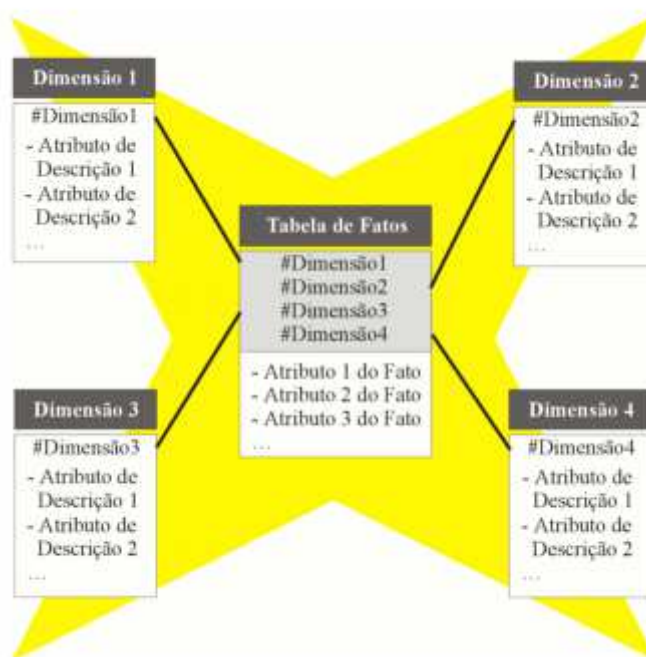 Dimensão 1
#Dimensão1
- Atributo de
Descrição 1
- Atributo de
Descrição 2
...
Dimensão 2
#Dimensão2
- Atributo de
Descrição 1
- Atributo de
Descrição 2
...
Tabela de Fatos
#Dimensão1
#Dimensão2
#Dimensão3
#Dimensão4
- Atributo 1 do Fato
- Atributo 2 do Fato
- Atributo 3 do Fato
...
Dimensão 3
#Dimensão3
- Atributo de
Descrição 1
- Atributo de
Descrição 2
...
Dimensão 4
#Dimensão4
- Atributo de
Descrição 1
- Atributo de
Descrição 2
...